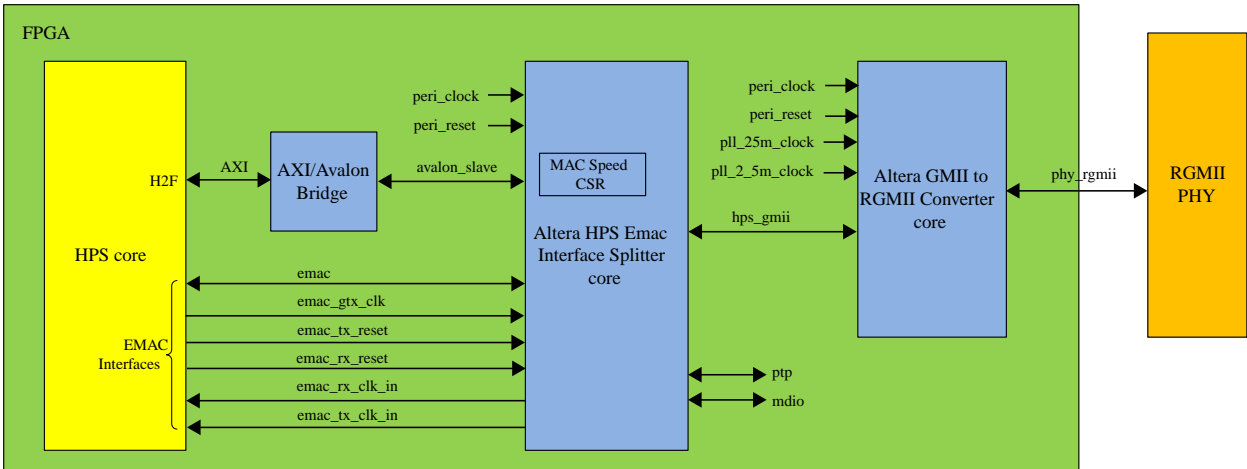 FPGA
HPS core
H2F
EMAC
Interfaces
AXI
AXI/Avalon
Bridge
avalon_slave
peri_clock
peri_reset
emac
emac_gtx_clk
emac_tx_reset
emac_rx_reset
emac_rx_clk_in
emac_tx_clk_in
MAC Speed
CSR
Altera HPS Emac
Interface Splitter
core
hps_gmii
ptp
mdio
peri_clock
peri_reset
pll_25m_clock
pll_2_5m_clock
Altera GMII to
RGMII Converter
core
phy_rgmii
RGMII
PHY